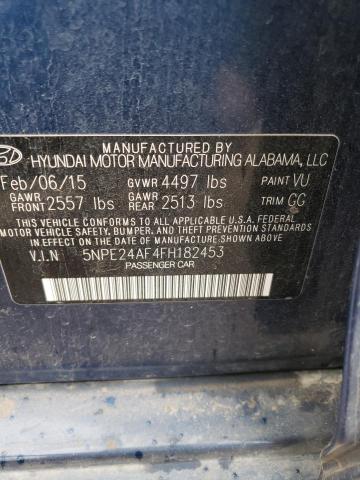 MANUFACTURED BY
HYUNDAI MOTOR MANUFACTURING ALABAMA, LLC
Feb/06/15 GVWR 4497 lbs PAINT VU
GAWR FRONT 2557 lbs GAWR REAR 2513 lbs TRIM GC
THIS VEHICLE CONFORMS TO ALL APPLICABLE U.S.A. FEDERAL
MOTOR VEHICLE SAFETY, BUMPER, AND THEFT PREVENTION
STANDARDS IN EFFECT ON THE DATE OF MANUFACTURE SHOWN ABOVE.
V.I.N 5NPE24AF4FH182453
PASSENGER CAR